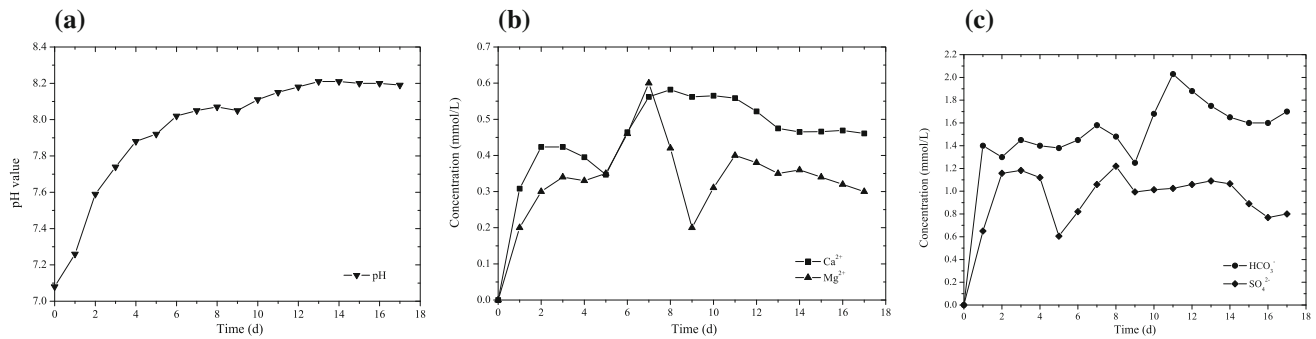 (a)
8.4
8.2
8.0
7.8
7.6
7.4
7.2
7.0
pH value
0 2 4 6 8 10 12 14 16 18
Time (d)
pH
(b)
0.7
0.6
0.5
0.4
0.3
0.2
0.1
0.0
Concentration (mmol/L)
0 2 4 6 8 10 12 14 16 18
Time (d)
Ca²⁺
Mg²⁺
(c)
2.2
2.0
1.8
1.6
1.4
1.2
1.0
0.8
0.6
0.4
0.2
0.0
Concentration (mmol/L)
0 2 4 6 8 10 12 14 16 18
Time (d)
HCO₃⁻
SO₄²⁻